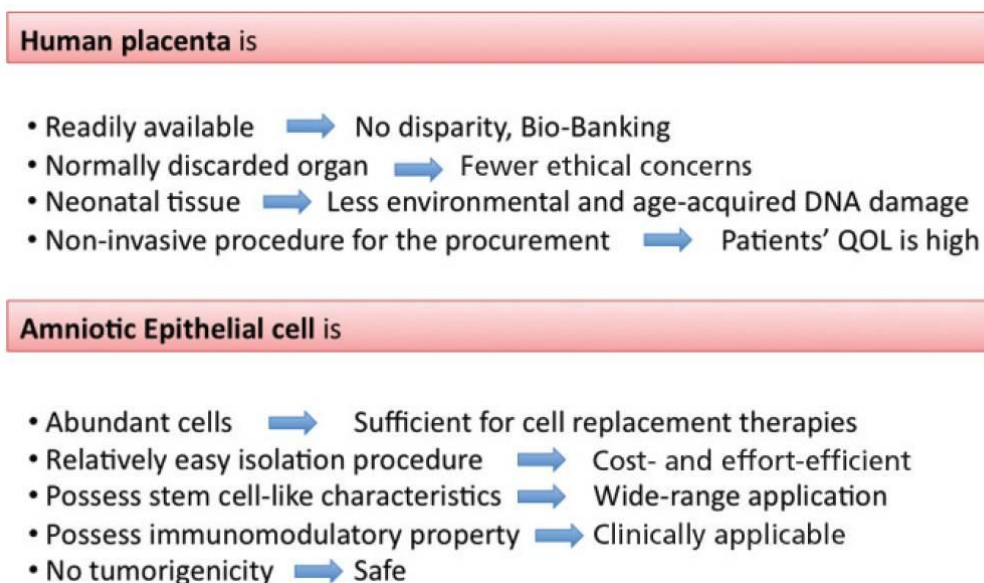 Human placenta is
• Readily available No disparity, Bio-Banking
• Normally discarded organ Fewer ethical concerns
• Neonatal tissue Less environmental and age-acquired DNA damage
• Non-invasive procedure for the procurement Patients’ QOL is high
Amniotic Epithelial cell is
• Abundant cells Sufficient for cell replacement therapies
• Relatively easy isolation procedure Cost- and effort-efficient
• Possess stem cell-like characteristics Wide-range application
• Possess immunomodulatory property Clinically applicable
• No tumorigenicity Safe